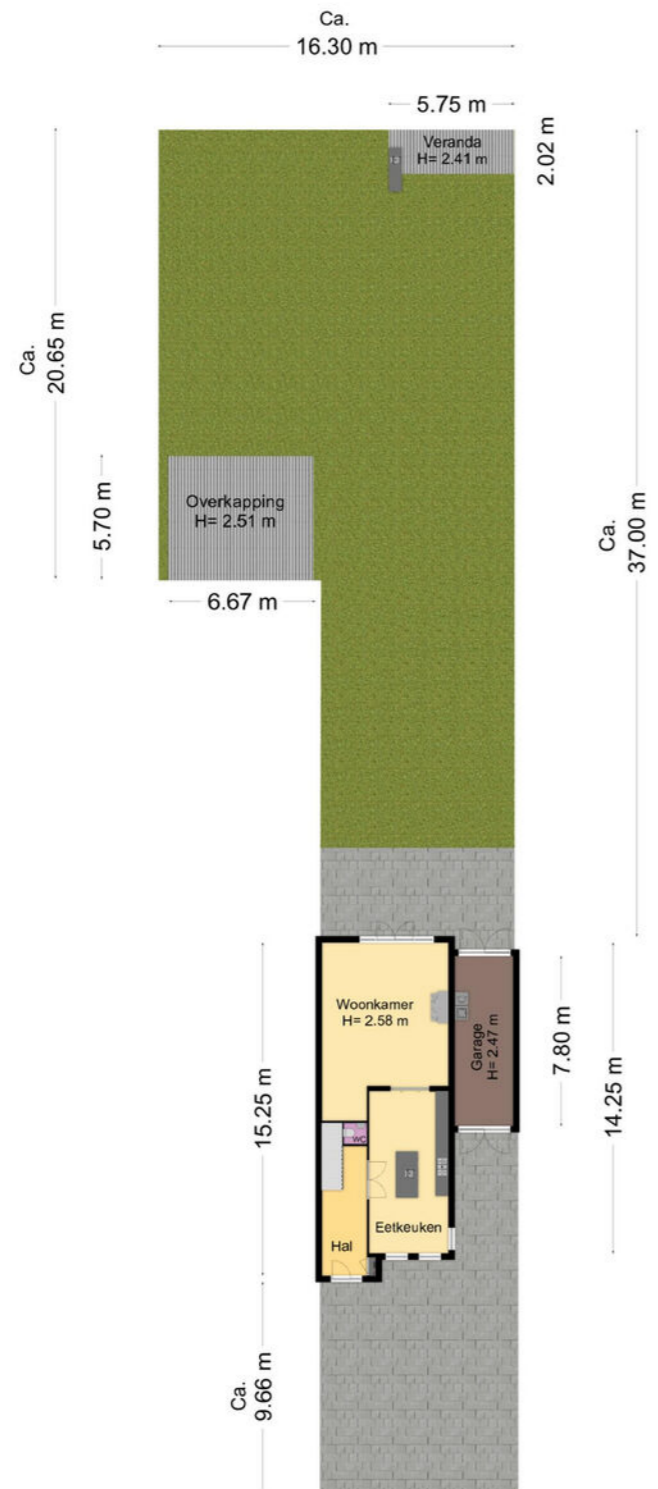 Ca.
16.30 m
5.75 m
Veranda
H= 2.41 m
2.02 m
Ca.
20.65 m
Overkapping
H= 2.51 m
5.70 m
Ca.
37.00 m
6.67 m
Woonkamer
H= 2.58 m
Garage
H= 2.47 m
7.80 m
15.25 m
14.25 m
WC
Eetkeuken
Hal
Ca.
9.66 m